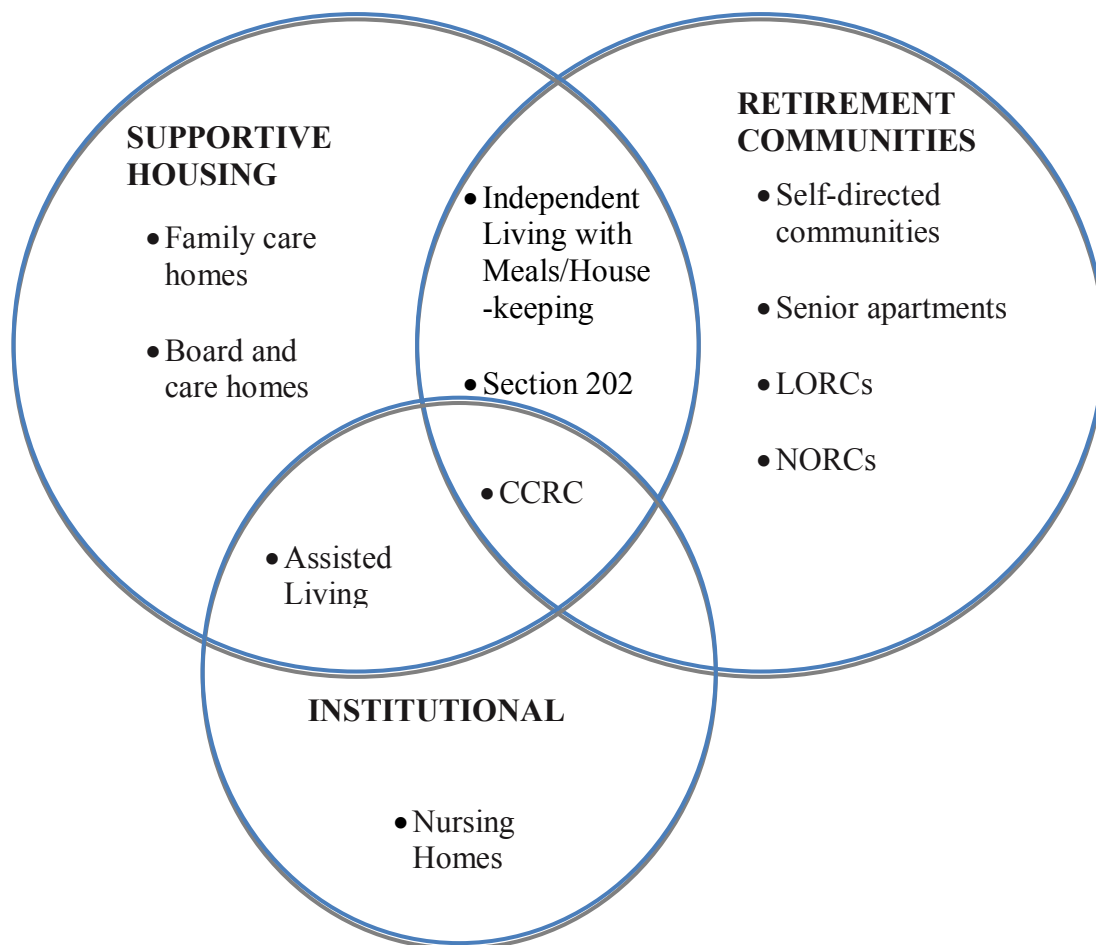 SUPPORTIVE
HOUSING
• Family care
homes
• Board and
care homes
• Independent
Living with
Meals/House
-keeping
• Section 202
RETIREMENT
COMMUNITIES
• Self-directed
communities
• Senior apartments
• LORCs
• NORCs
• CCRC
• Assisted
Living
INSTITUTIONAL
• Nursing
Homes